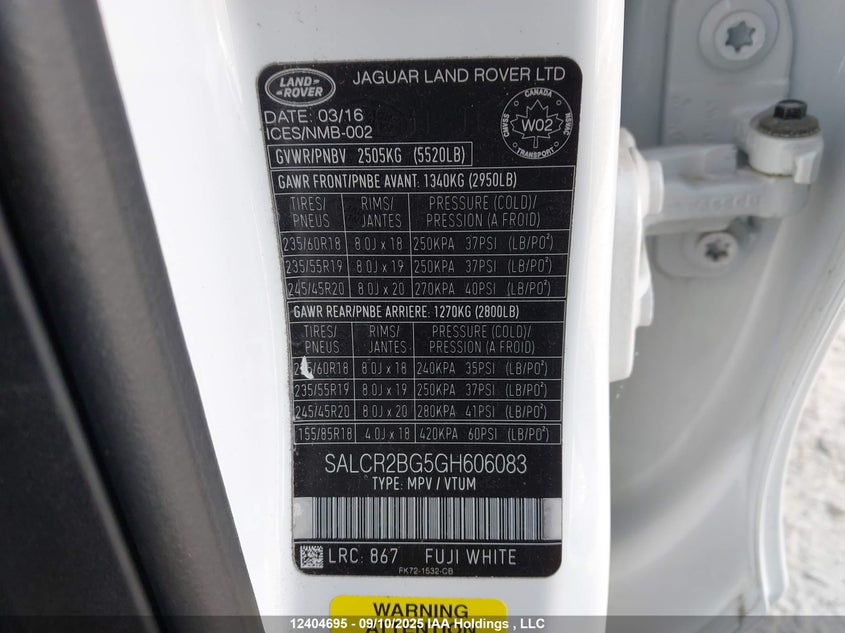 LAND ROVER
JAGUAR LAND ROVER LTD
DATE: 03/16
ICES/NMB-002
CANADA
CMVSS
W02
NSVAC
TRANSPORT
GVWR/PNBV 2505KG (5520LB)
GAWR FRONT/PNBE AVANT: 1340KG (2950LB)
TIRES/ RIMS/ PRESSURE (COLD)/
PNEUS JANTES PRESSION (A FROID)
235/60R18 8.0J x 18 250KPA 37PSI (LB/PO²)
235/55R19 8.0J x 19 250KPA 37PSI (LB/PO²)
245/45R20 8.0J x 20 270KPA 40PSI (LB/PO²)
GAWR REAR/PNBE ARRIERE: 1270KG (2800LB)
TIRES/ RIMS/ PRESSURE (COLD)/
PNEUS JANTES PRESSION (A FROID)
8.0J x 18 240KPA 35PSI (LB/PO²)
235/55R19 8.0J x 19 250KPA 37PSI (LB/PO²)
245/45R20 8.0J x 20 280KPA 41PSI (LB/PO²)
155/85R18 4.0J x 18 420KPA 60PSI (LB/PO²)
SALCR2BG5GH606083
TYPE: MPV / VTUM
LRC: 867 FUJI WHITE
FK72-1532-CB
WARNING
ATTENTION
12404695 - 09/10/2025 IAA Holdings , LLC